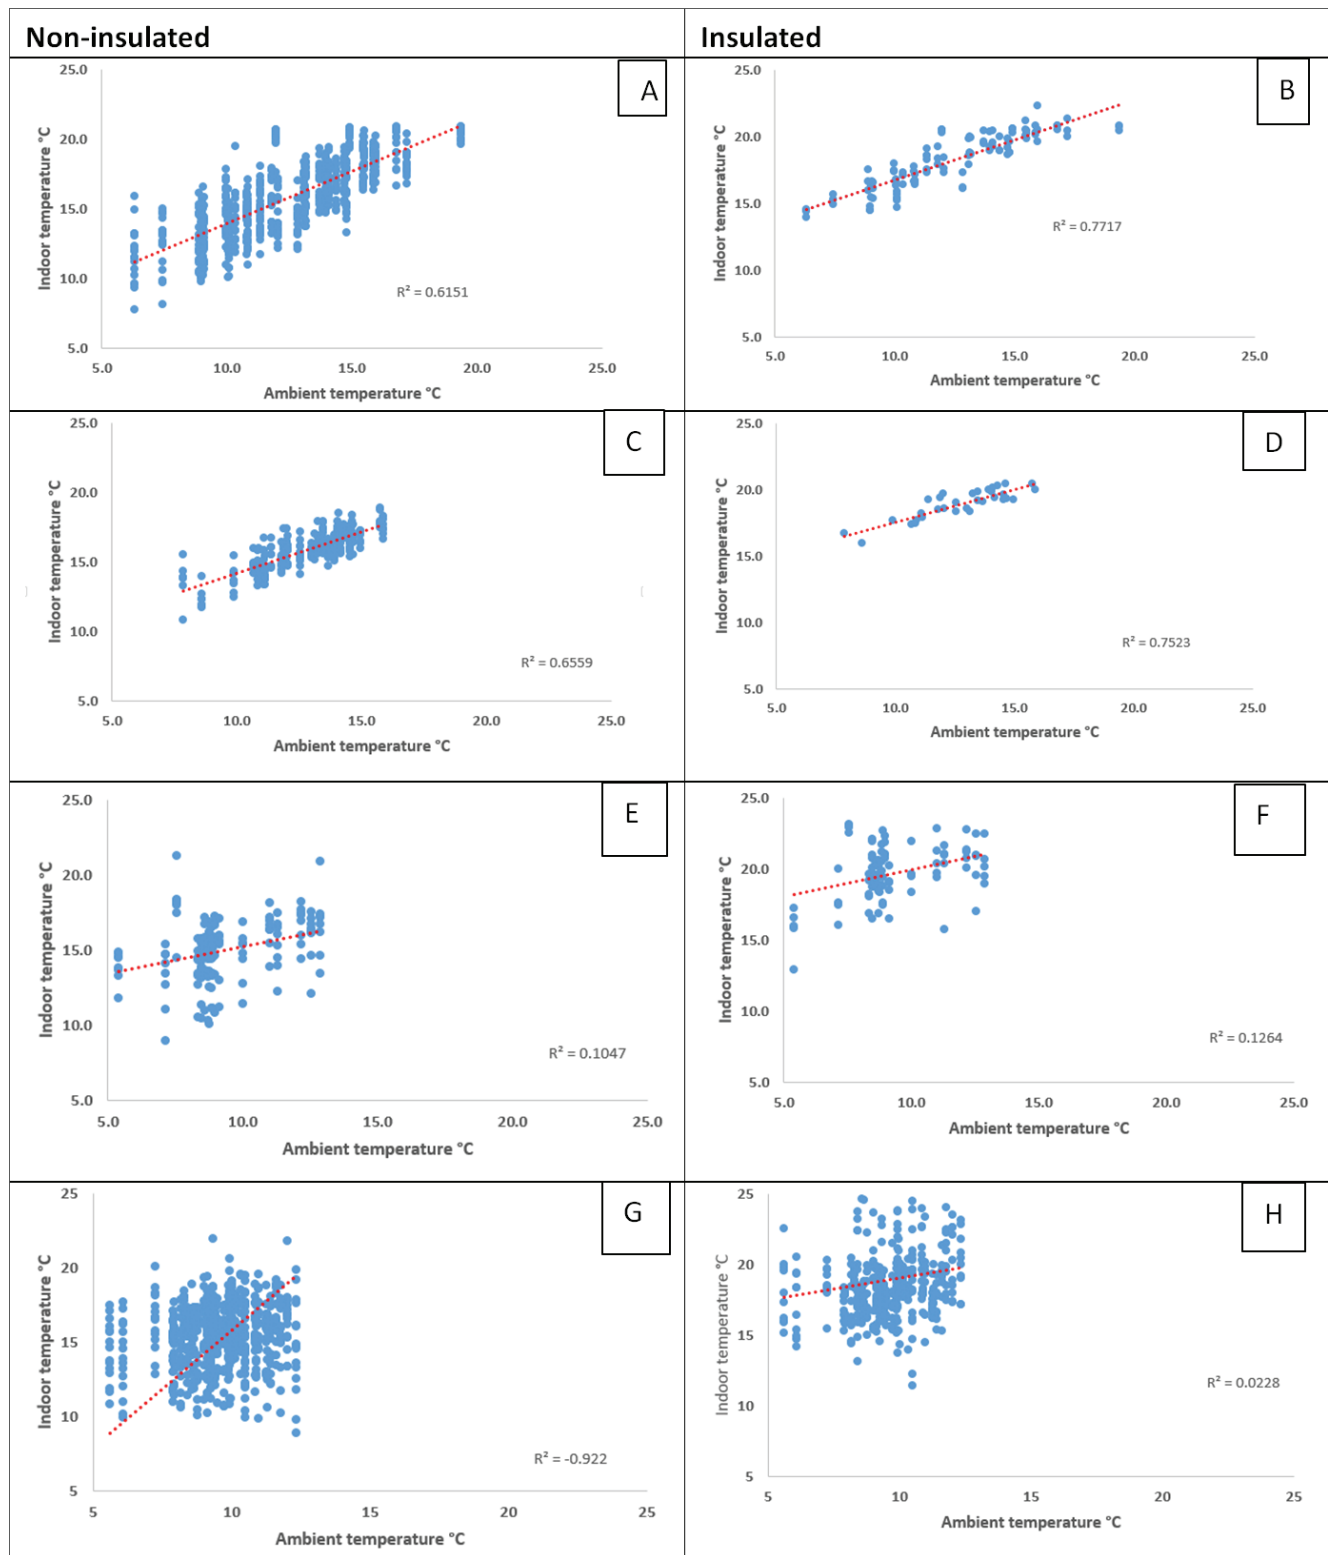 Non-insulated
Insulated
A
25.0
20.0
15.0
10.0
5.0
Indoor temperature °C
R² = 0.6151
5.0 10.0 15.0 20.0 25.0
Ambient temperature °C
B
25.0
20.0
15.0
10.0
5.0
Indoor temperature °C
R² = 0.7717
5.0 10.0 15.0 20.0 25.0
Ambient temperature °C
C
25.0
20.0
15.0
10.0
5.0
Indoor temperature °C
R² = 0.6559
5.0 10.0 15.0 20.0 25.0
Ambient temperature °C
D
25.0
20.0
15.0
10.0
5.0
Indoor temperature °C
R² = 0.7523
5.0 10.0 15.0 20.0 25.0
Ambient temperature °C
E
25.0
20.0
15.0
10.0
5.0
Indoor temperature °C
R² = 0.1047
5.0 10.0 15.0 20.0 25.0
Ambient temperature °C
F
25.0
20.0
15.0
10.0
5.0
Indoor temperature °C
R² = 0.1264
5.0 10.0 15.0 20.0 25.0
Ambient temperature °C
G
25
20
15
10
5
Indoor temperature °C
R² = -0.922
5 10 15 20 25
Ambient temperature °C
H
25
20
15
10
5
Indoor temperature °C
R² = 0.0228
5 10 15 20 25
Ambient temperature °C